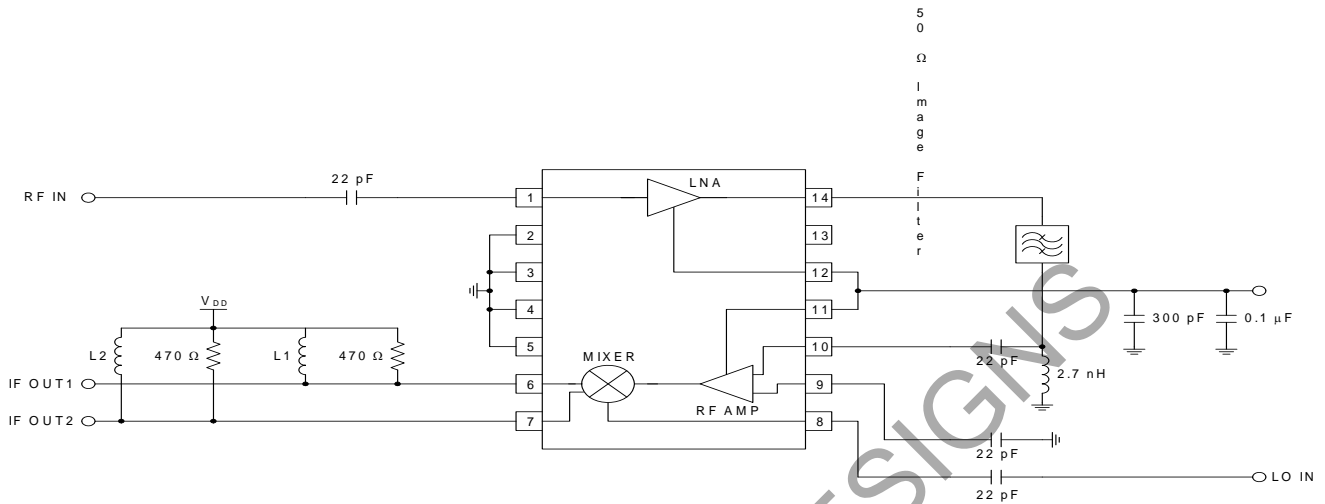 50 Ω Image Filter
22 pF
LNA
RF IN
1
14
2
13
3
12
VDD
4
11
300 pF
0.1 µF
L2
470 Ω
L1
470 Ω
5
MIXER
10
22 pF
2.7 nH
IF OUT1
6
9
RF AMP
IF OUT2
7
8
22 pF
LO IN
22 pF
ESIGNS